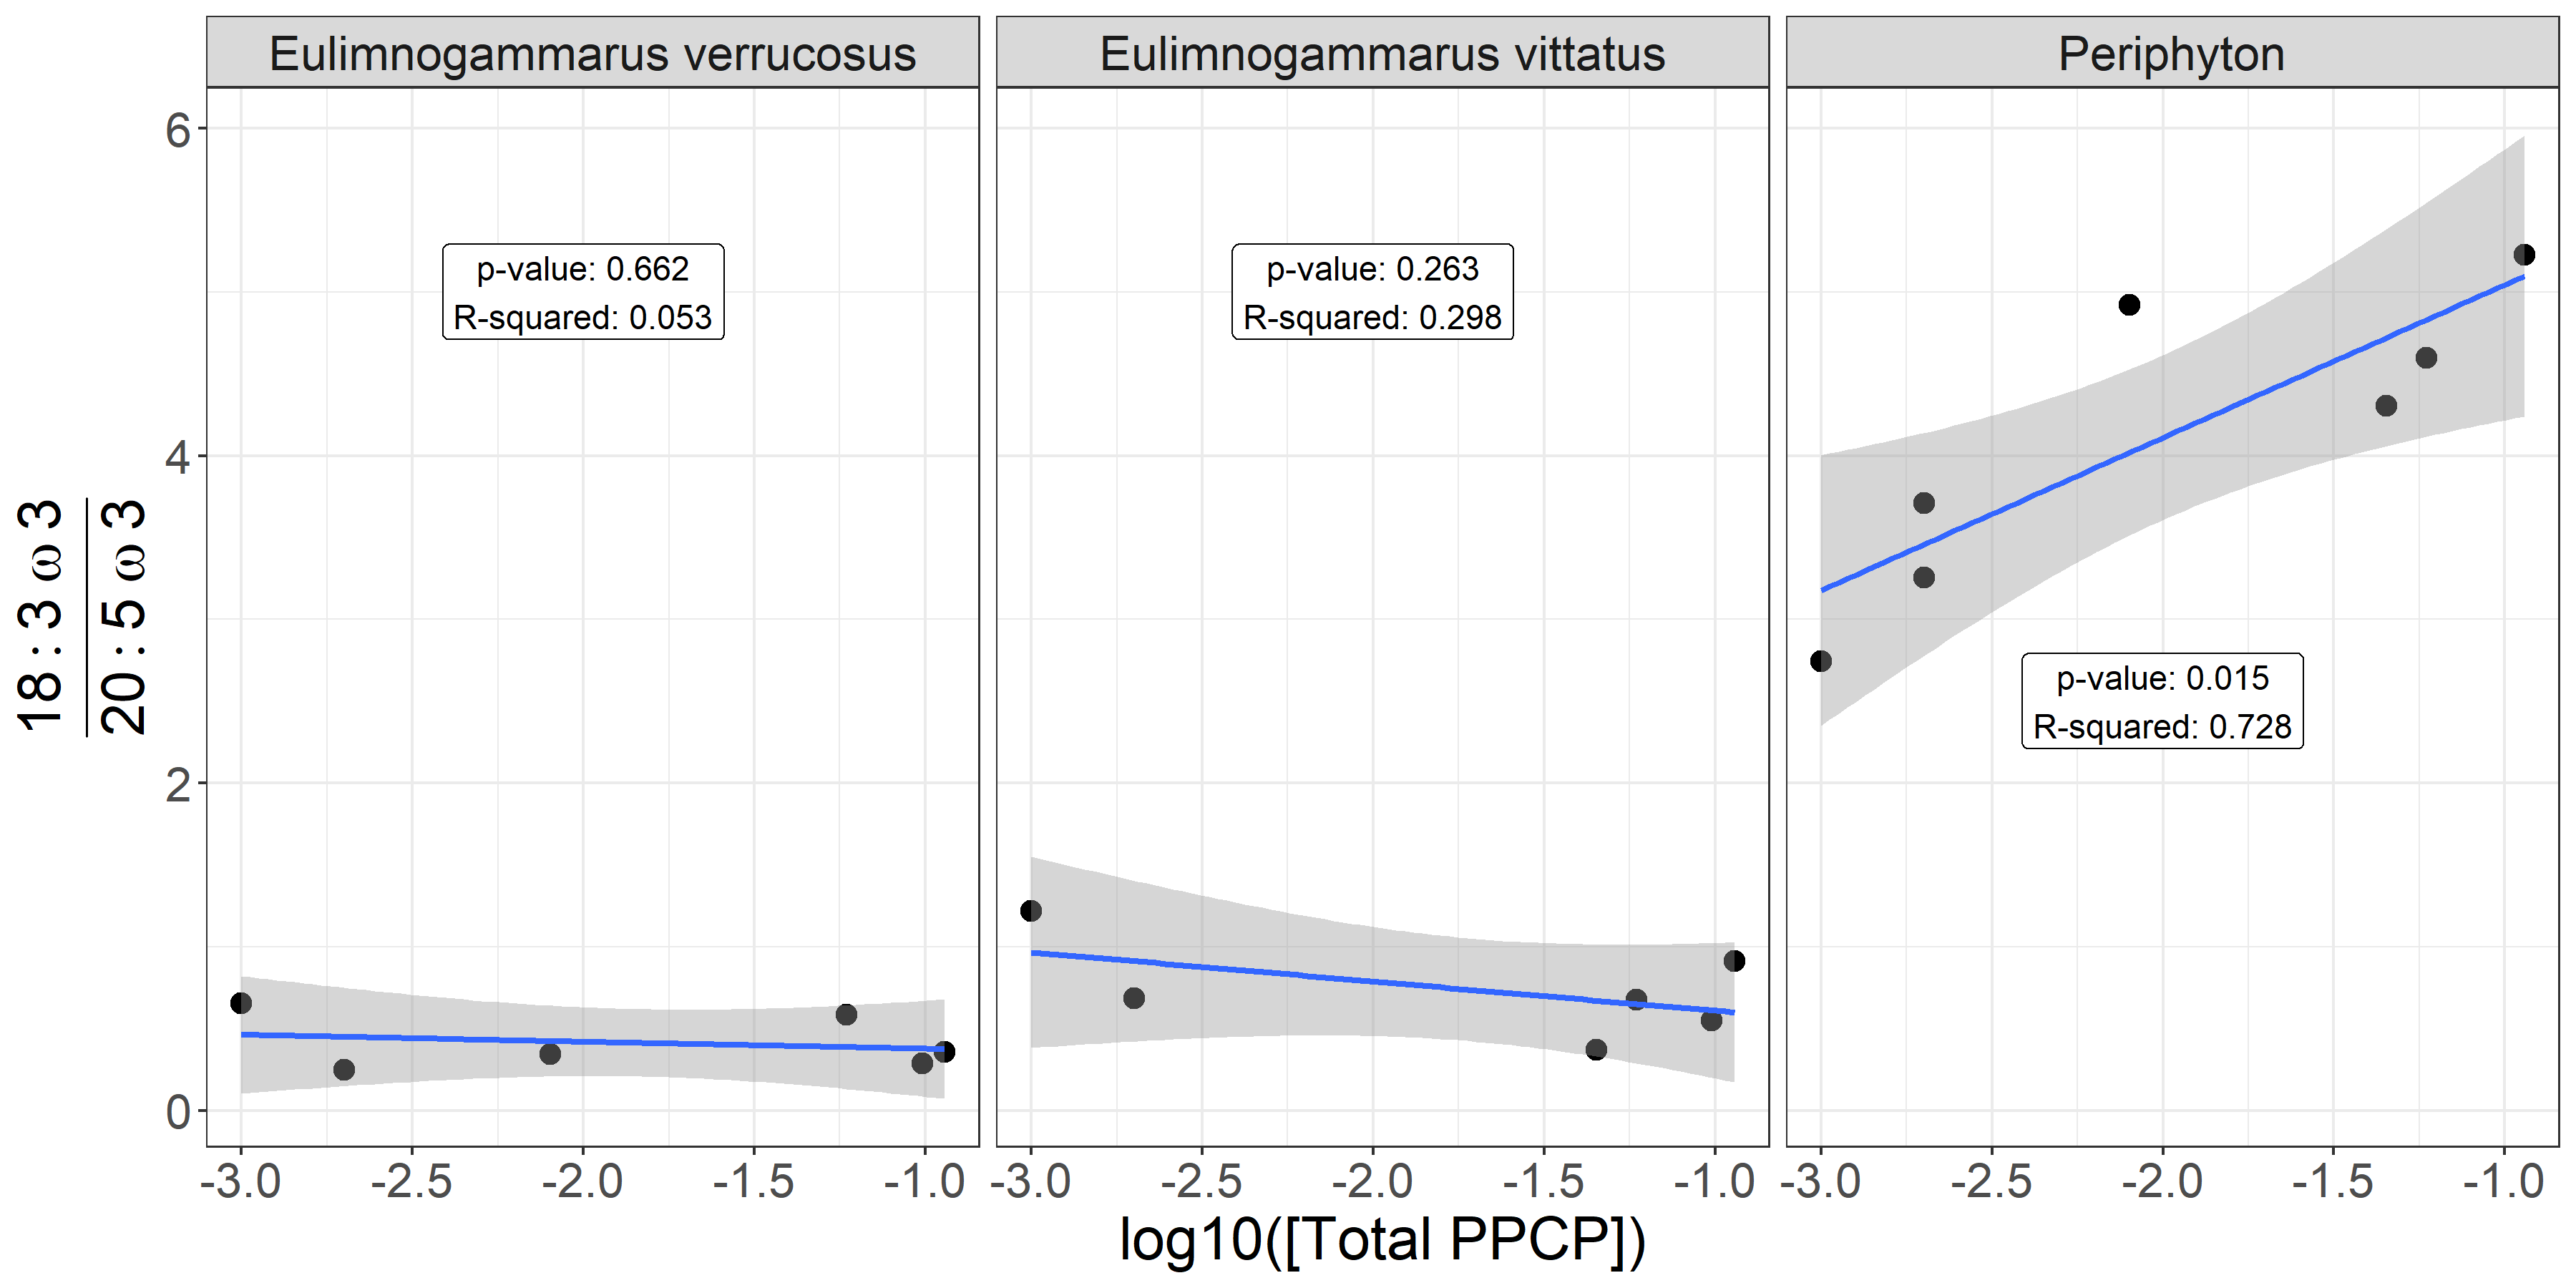 Eulimnogammarus verrucosus
Eulimnogammarus vittatus
Periphyton
6
4
2
0
18 : 3 ω 3
20 : 5 ω 3
p-value: 0.662
R-squared: 0.053
p-value: 0.263
R-squared: 0.298
p-value: 0.015
R-squared: 0.728
-3.0 -2.5 -2.0 -1.5 -1.0
-3.0 -2.5 -2.0 -1.5 -1.0
-3.0 -2.5 -2.0 -1.5 -1.0
log10([Total PPCP])